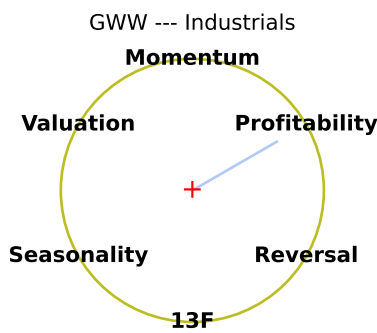 GWW --- Industrials
Momentum
Valuation
Profitability
Seasonality
Reversal
13F